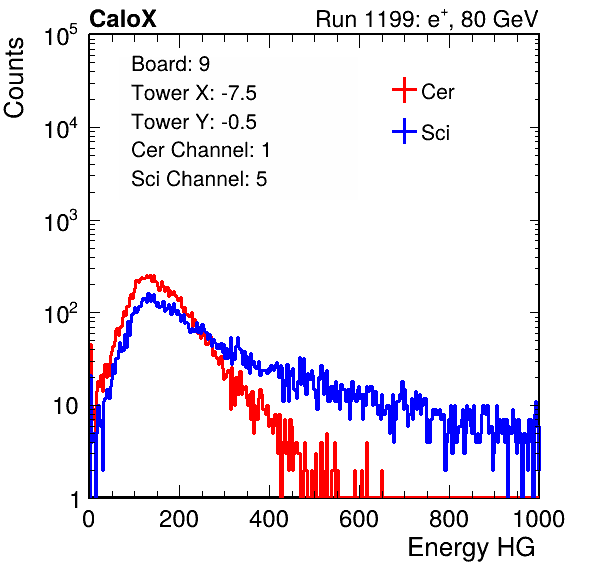 CaloX Run 1199: e⁺, 80 GeV
Counts
10⁵
10⁴
10³
10²
10
1
Board: 9
Tower X: -7.5
Tower Y: -0.5
Cer Channel: 1
Sci Channel: 5
Cer
Sci
0 200 400 600 800 1000
Energy HG